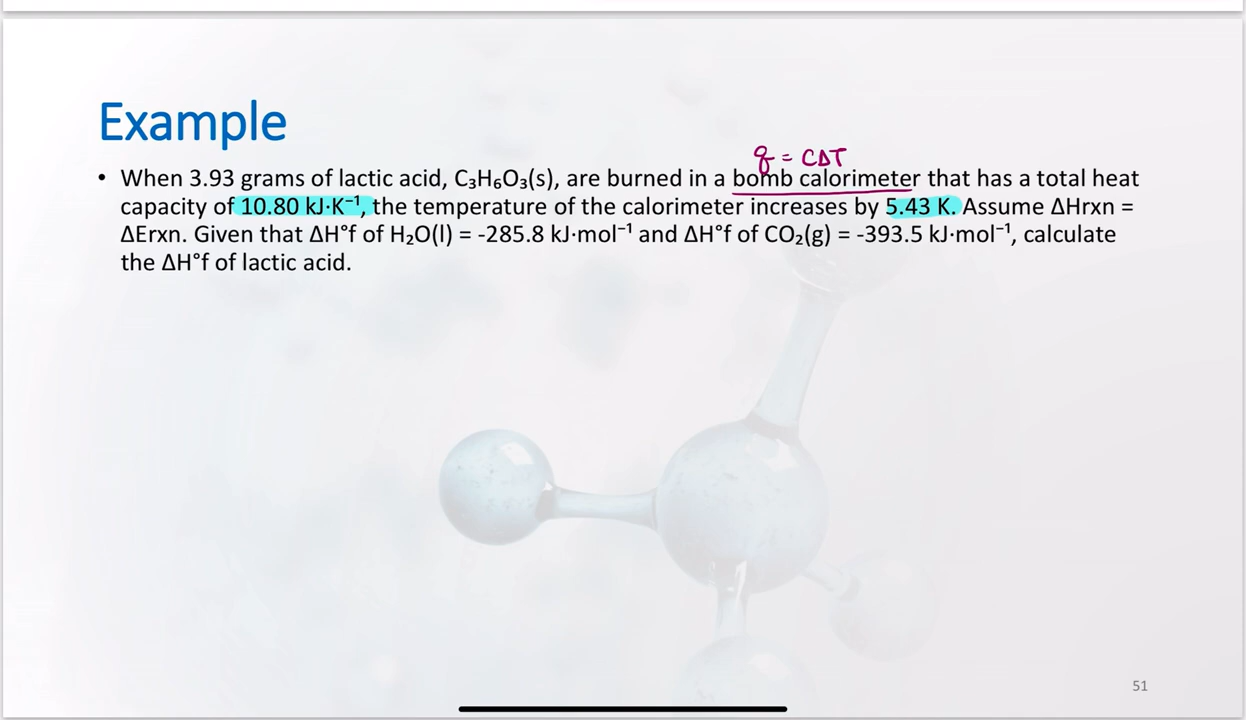 Example
q = CΔT
• When 3.93 grams of lactic acid, C₃H₆O₃(s), are burned in a bomb calorimeter that has a total heat
capacity of 10.80 kJ·K⁻¹, the temperature of the calorimeter increases by 5.43 K. Assume ΔHrxn =
ΔErxn. Given that ΔH°f of H₂O(l) = -285.8 kJ·mol⁻¹ and ΔH°f of CO₂(g) = -393.5 kJ·mol⁻¹, calculate
the ΔH°f of lactic acid.
51